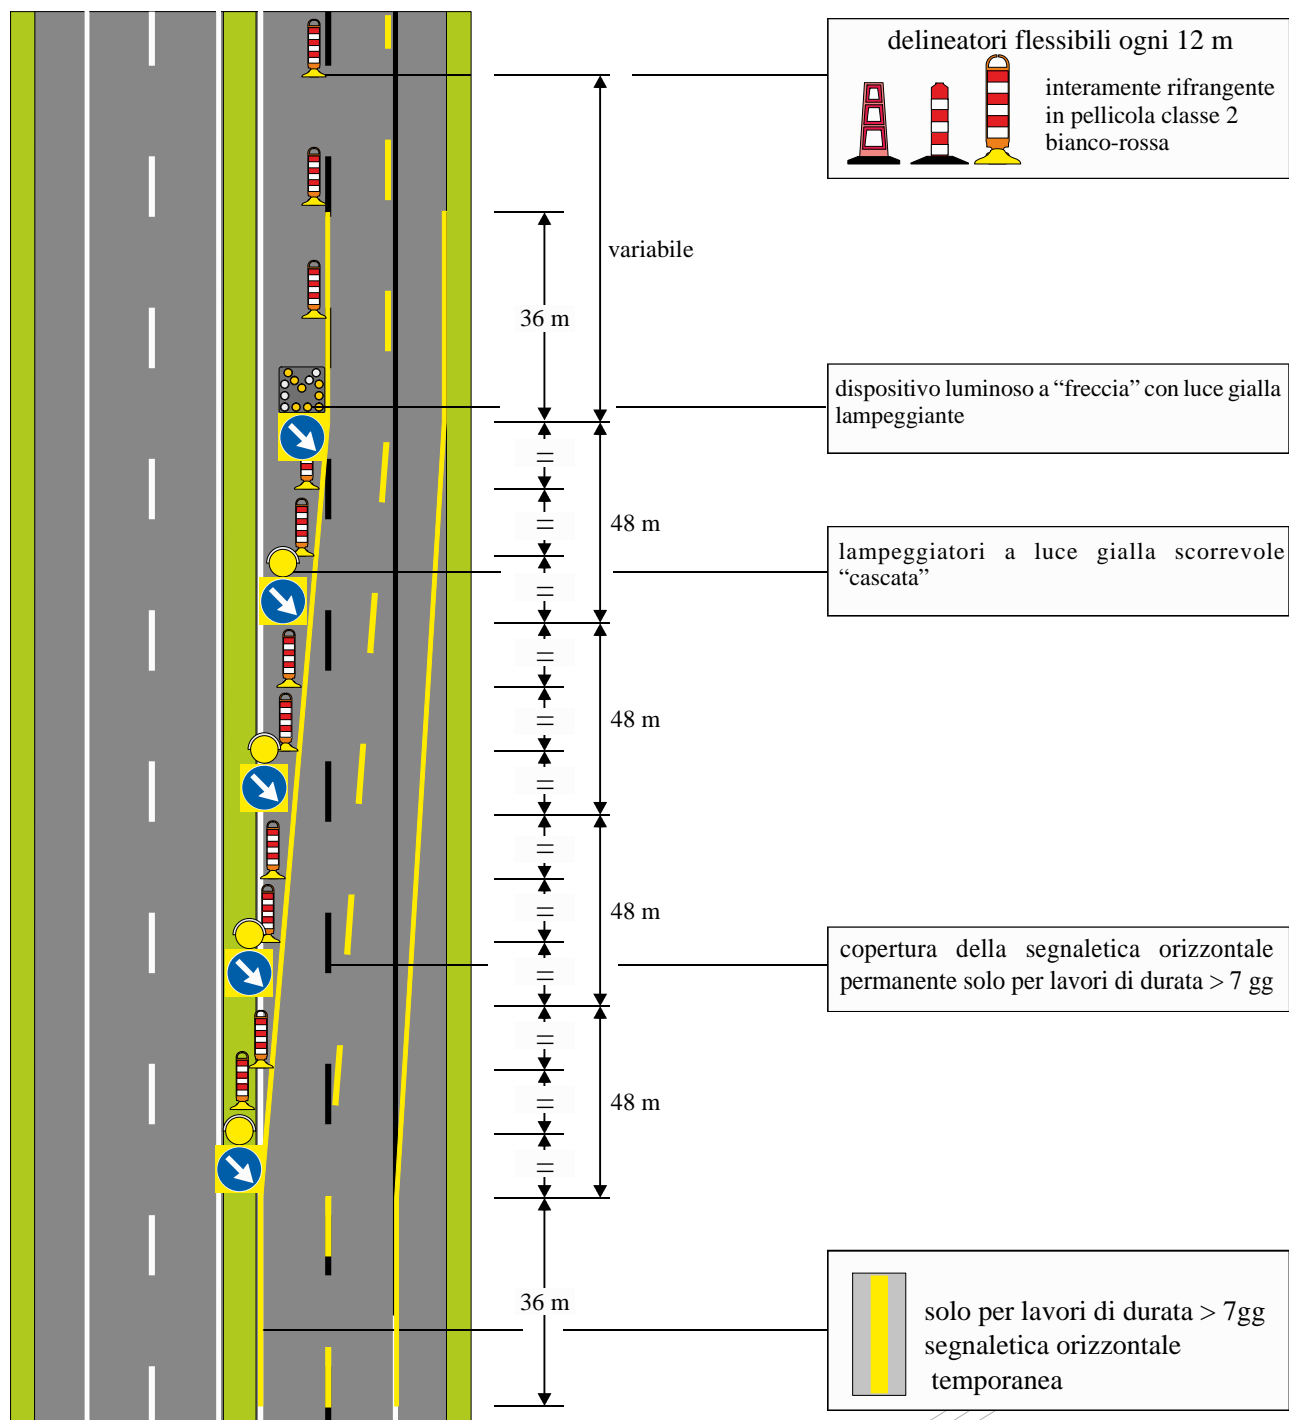 delineatori flessibili ogni 12 m
interamente rifrangente
in pellicola classe 2
bianco-rossa
variabile
36 m
dispositivo luminoso a “freccia” con luce gialla
lampeggiante
=
=
48 m
=
lampeggiatori a luce gialla scorrevole
“cascata”
=
=
48 m
=
=
=
48 m
=
copertura della segnaletica orizzontale
permanente solo per lavori di durata > 7 gg
=
=
48 m
=
36 m
solo per lavori di durata > 7gg
segnaletica orizzontale
temporanea